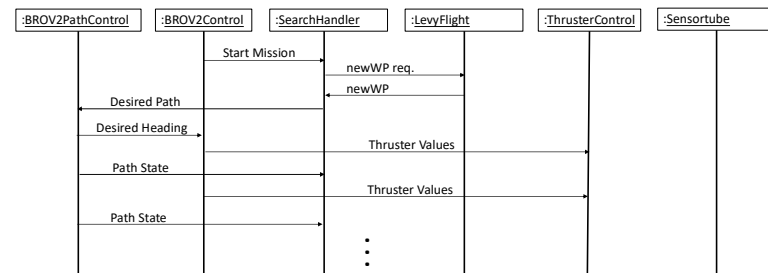 :BROV2PathControl
:BROV2Control
:SearchHandler
:LevyFlight
:ThrusterControl
:Sensortube
Start Mission
newWP req.
newWP
Desired Path
Desired Heading
Thruster Values
Path State
Thruster Values
Path State